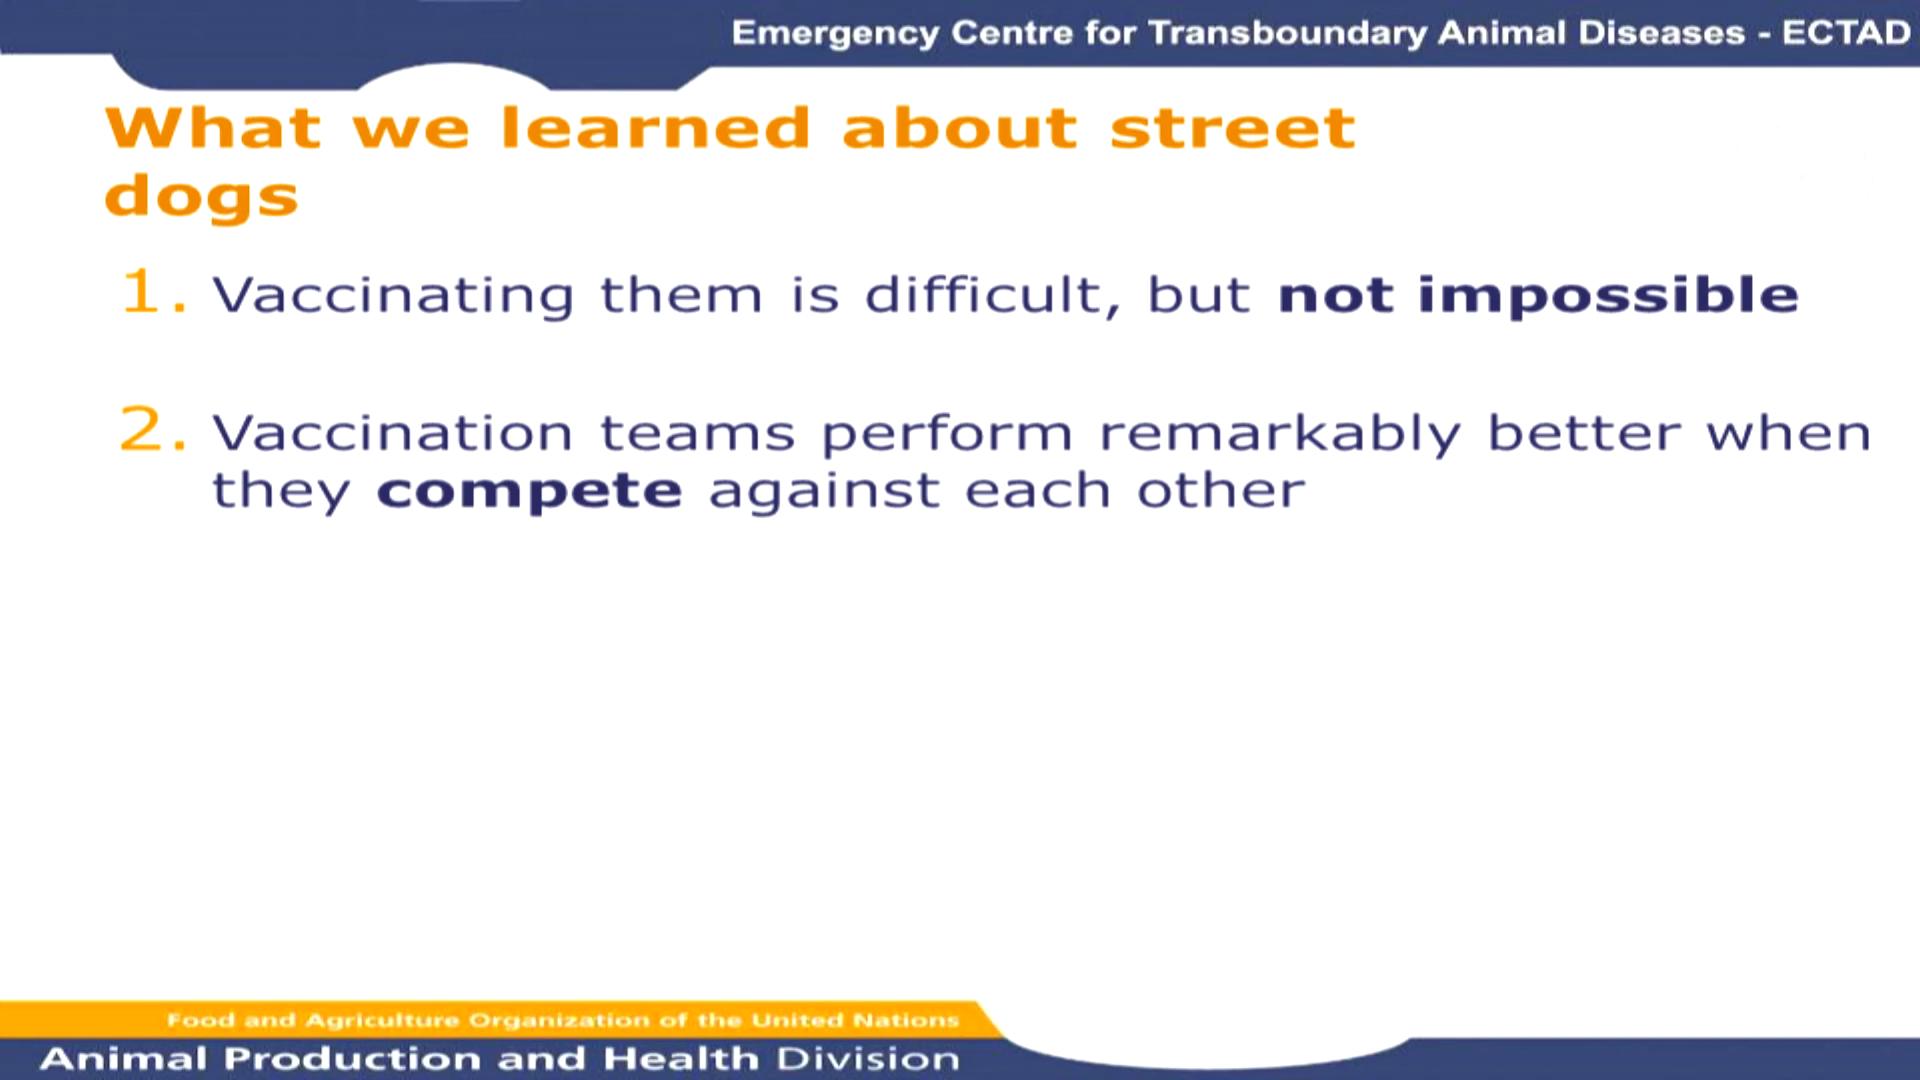 Emergency Centre for Transboundary Animal Diseases - ECTAD
What we learned about street
dogs
1. Vaccinating them is difficult, but not impossible
2. Vaccination teams perform remarkably better when
they compete against each other
Food and Agriculture Organization of the United Nations
Animal Production and Health Division